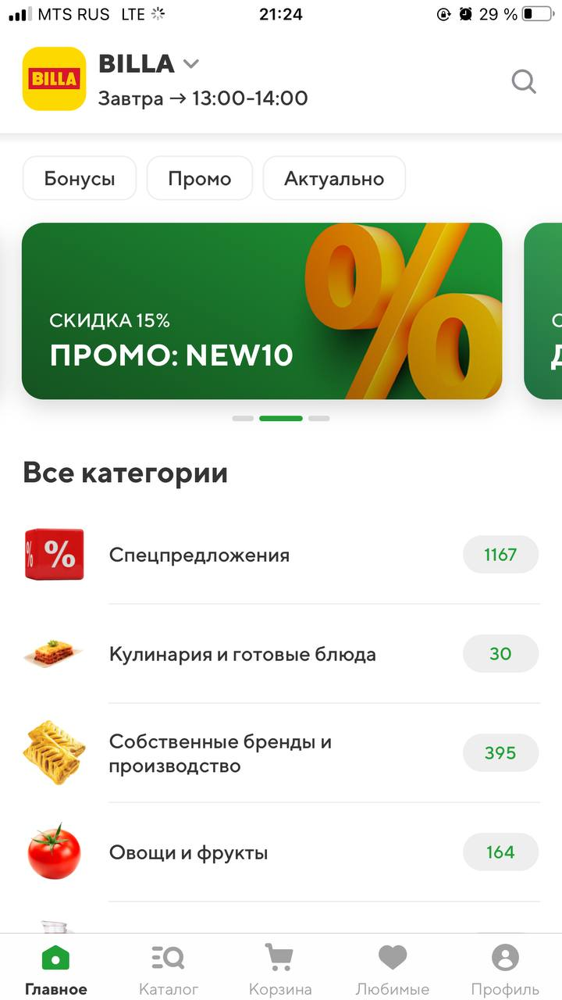 MTS RUS LTE 21:24 29 %
BILLA
BILLA
Завтра → 13:00-14:00
Бонусы Промо Актуально
СКИДКА 15%
ПРОМО: NEW10
Все категории
% %
Спецпредложения 1167
Кулинария и готовые блюда 30
Собственные бренды и
производство 395
Овощи и фрукты 164
Главное Каталог Корзина Любимые Профиль